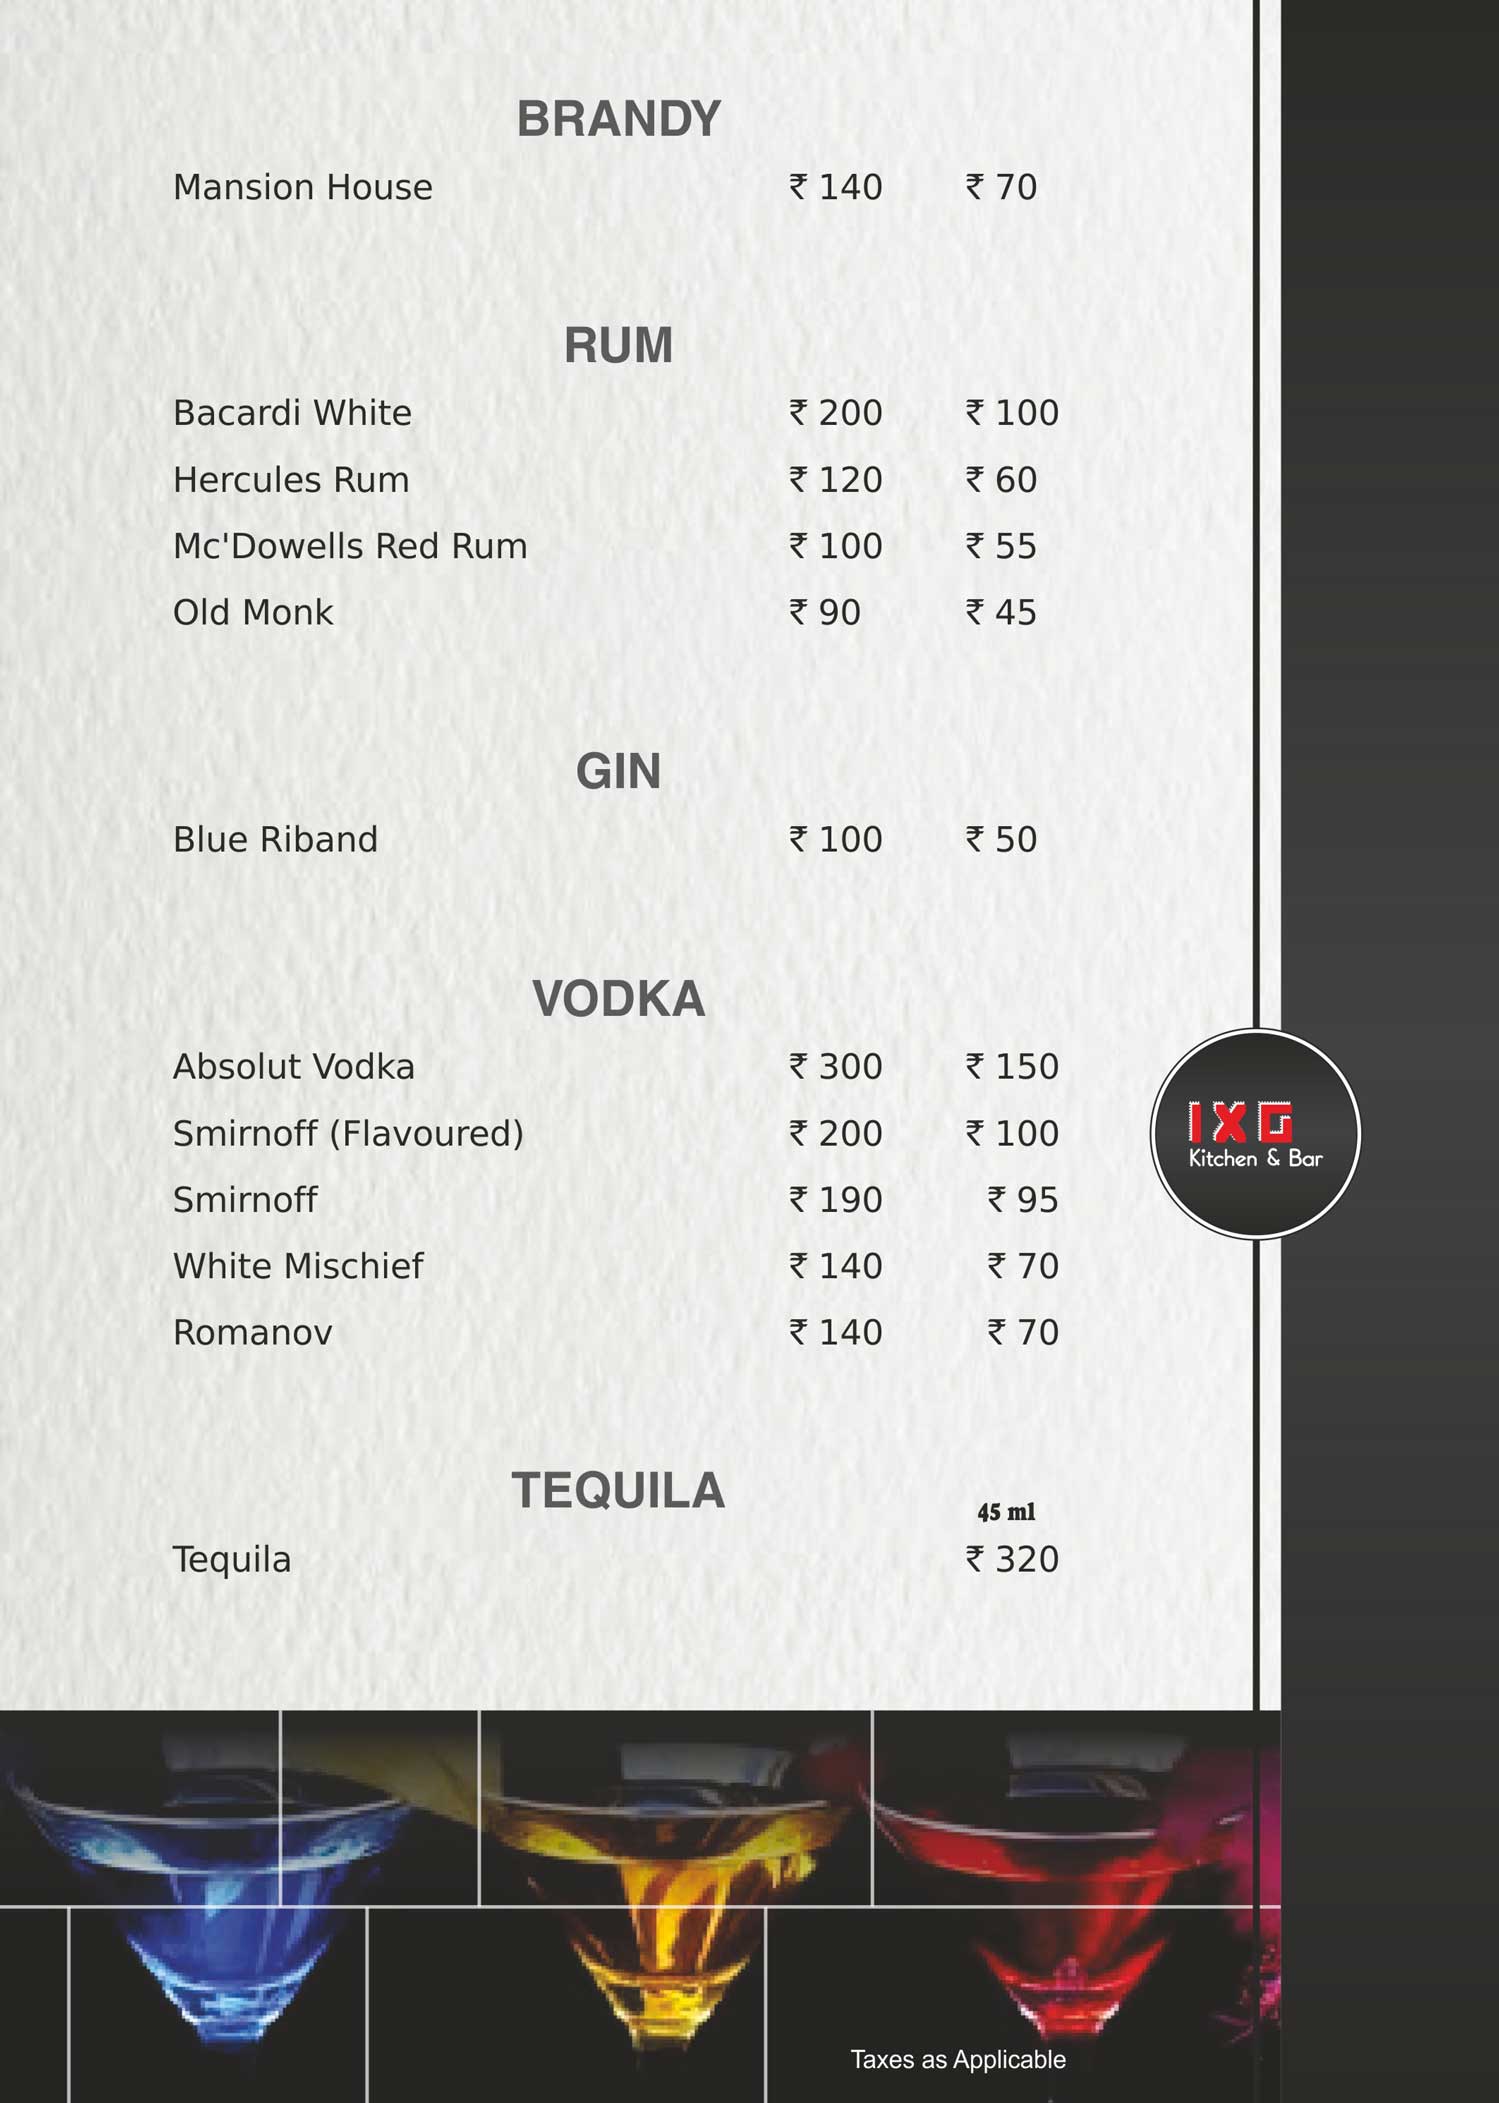 BRANDY
Mansion House ₹ 140 ₹ 70
RUM
Bacardi White ₹ 200 ₹ 100
Hercules Rum ₹ 120 ₹ 60
Mc'Dowells Red Rum ₹ 100 ₹ 55
Old Monk ₹ 90 ₹ 45
GIN
Blue Riband ₹ 100 ₹ 50
VODKA
Absolut Vodka ₹ 300 ₹ 150
Smirnoff (Flavoured) ₹ 200 ₹ 100
Smirnoff ₹ 190 ₹ 95
White Mischief ₹ 140 ₹ 70
Romanov ₹ 140 ₹ 70
IXG
Kitchen & Bar
TEQUILA
45 ml
Tequila ₹ 320
Taxes as Applicable